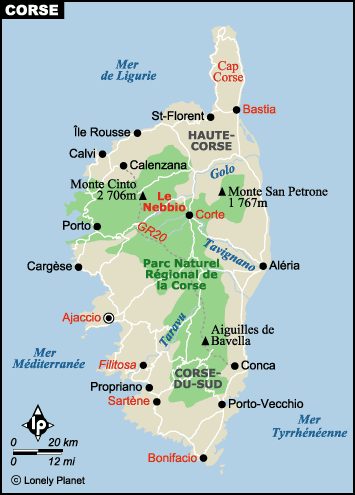 CORSE
Mer
de Ligurie
Cap
Corse
St-Florent
Bastia
Île Rousse
HAUTE-
CORSE
Calvi
Calenzana
Golo
Monte Cinto
2 706m
Monte San Petrone
1 767m
Le
Nebbio
Corte
Porto
GR20
Tavignano
Cargèse
Parc Naturel
Régional de
la Corse
Aléria
Ajaccio
Taravu
Aiguilles de
Bavella
Mer
Méditerranée
Filitosa
Conca
CORSE-
DU-SUD
Propriano
Sartène
Porto-Vecchio
Mer
Tyrrhénéenne
lp
0 20 km
0 12 mi
Bonifacio
© Lonely Planet